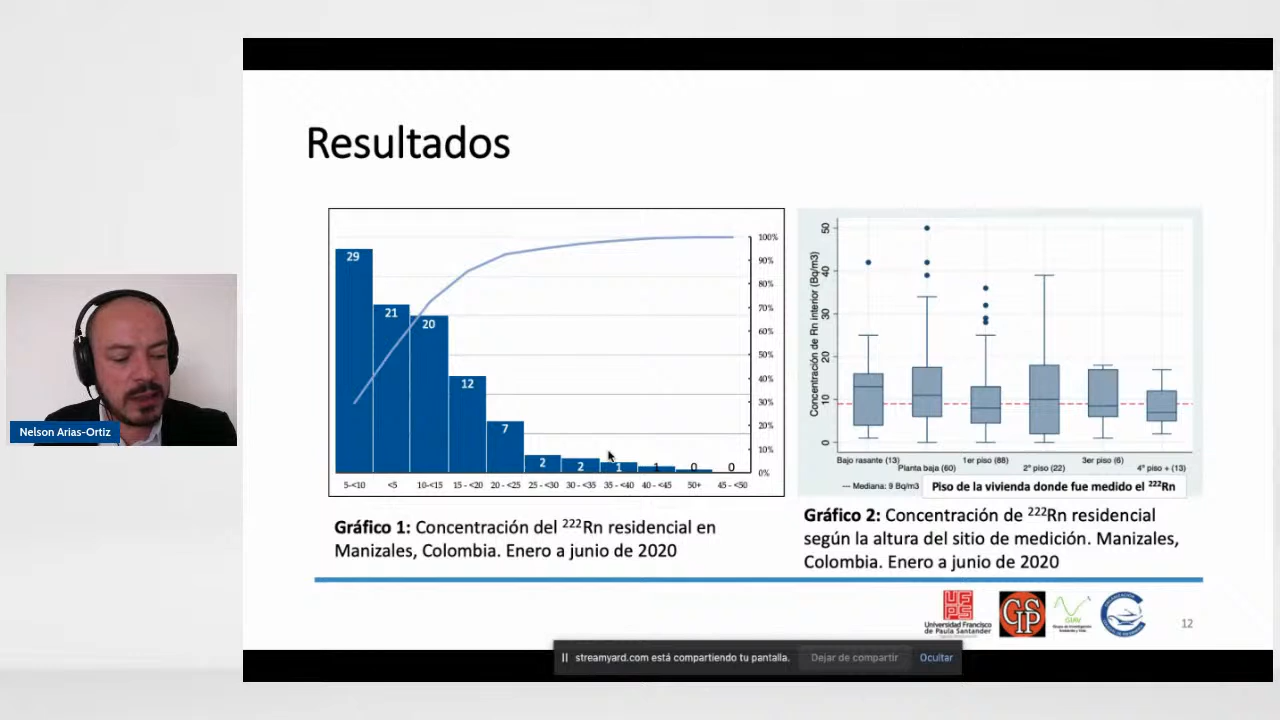 Resultados
29
21
20
12
7
2
2
1
1
0
0
100%
90%
80%
70%
60%
50%
40%
30%
20%
10%
0%
5-<10 <5 10-<15 15 - <20 20 - <25 25 - <30 30 - <35 35 - <40 40 - <45 50+ 45 - <50
Gráfico 1: Concentración del ²²²Rn residencial en
Manizales, Colombia. Enero a junio de 2020
Concentración de Rn interior (Bq/m3)
50
40
30
20
10
0
Bajo rasante (13) 1er piso (88) 3er piso (6)
Planta baja (60) 2º piso (22) 4º piso + (13)
--- Mediana: 9 Bq/m3
Piso de la vivienda donde fue medido el ²²²Rn
Gráfico 2: Concentración de ²²²Rn residencial
según la altura del sitio de medición. Manizales,
Colombia. Enero a junio de 2020
Nelson Arias-Ortiz
UFPS
Universidad Francisco
de Paula Santander
GIPS
12
streamyard.com está compartiendo tu pantalla.
Dejar de compartir
Ocultar